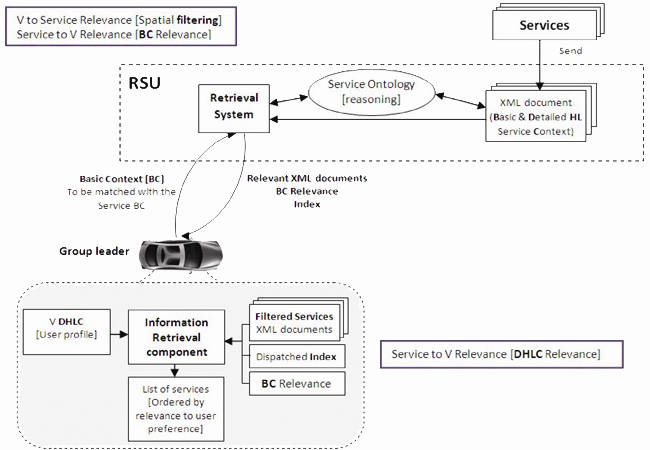 V to Service Relevance [Spatial filtering]
Service to V Relevance [BC Relevance]
Services
Send
RSU
Retrieval
System
Service Ontology
[reasoning]
XML document
(Basic & Detailed HL
Service Context)
Basic Context [BC]
To be matched with the
Service BC
Relevant XML documents
BC Relevance
Index
Group leader
V DHLC
[User profile]
Information
Retrieval
component
Filtered Services
XML documents
Dispatched Index
BC Relevance
List of services
[Ordered by
relevance to user
preference]
Service to V Relevance [DHLC Relevance]